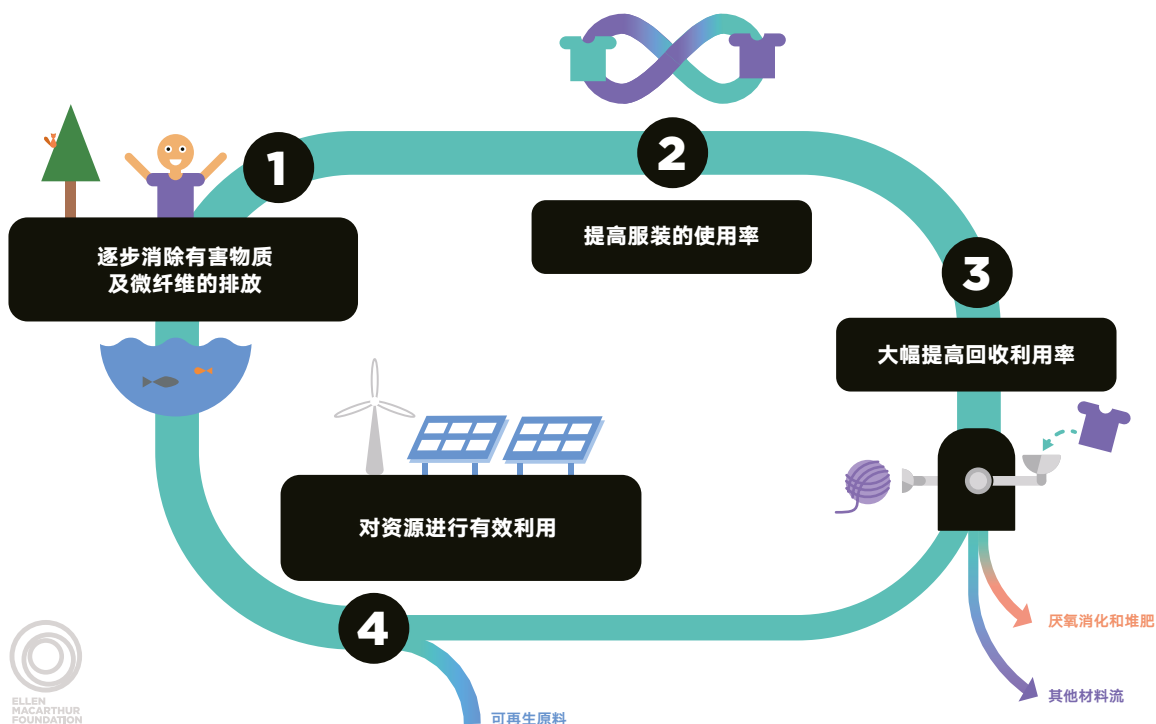 1
2
3
4
逐步消除有害物质
及微纤维的排放
提高服装的使用率
大幅提高回收利用率
对资源进行有效利用
厌氧消化和堆肥
其他材料流
可再生原料
ELLEN
MACARTHUR
FOUNDATION